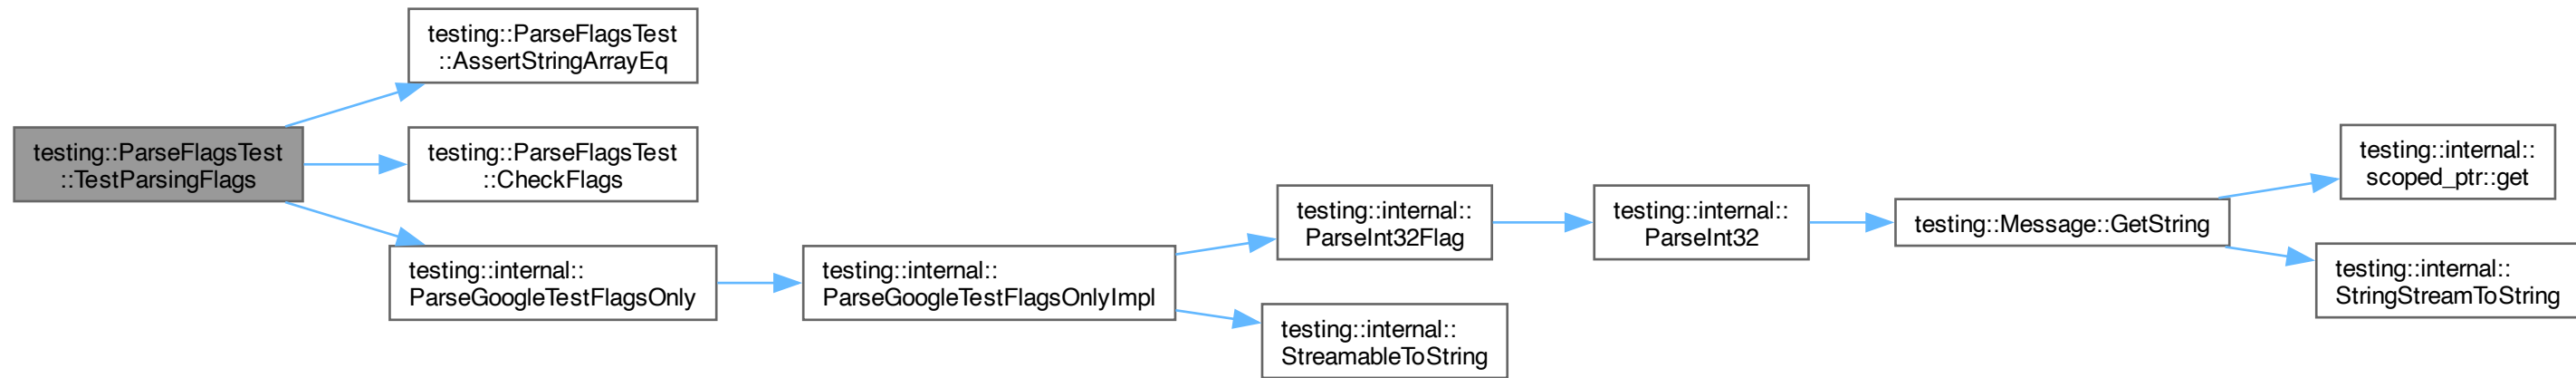 testing::ParseFlagsTest
::AssertStringArrayEq
testing::ParseFlagsTest
::TestParsingFlags
testing::ParseFlagsTest
::CheckFlags
testing::internal::
ParseGoogleTestFlagsOnly
testing::internal::
ParseGoogleTestFlagsOnlyImpl
testing::internal::
ParseInt32Flag
testing::internal::
StreamableToString
testing::internal::
ParseInt32
testing::Message::GetString
testing::internal::
scoped_ptr::get
testing::internal::
StringStreamToString